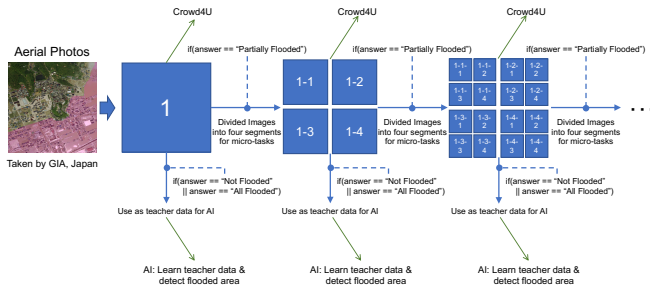 Crowd4U
Crowd4U
Crowd4U
Aerial Photos
if(answer == “Partially Flooded”)
if(answer == “Partially Flooded”)
if(answer == “Partially Flooded”)
1
1-1
1-2
1-3
1-4
1-1-
1
1-1-
2
1-2-
1
1-2-
2
1-1-
3
1-1-
4
1-2-
3
1-2-
4
1-3-
1
1-3-
2
1-4-
1
1-4-
2
1-3-
3
1-3-
4
1-4-
3
1-4-
4
Divided Images
into four segments
for micro-tasks
Divided Images
into four segments
for micro-tasks
Divided Images
into four segments
for micro-tasks
...
Taken by GIA, Japan
if(answer == “Not Flooded”
|| answer == “All Flooded”)
if(answer == “Not Flooded”
|| answer == “All Flooded”)
if(answer == “Not Flooded”
|| answer == “All Flooded”)
Use as teacher data for AI
Use as teacher data for AI
Use as teacher data for AI
AI: Learn teacher data &
detect flooded area
AI: Learn teacher data &
detect flooded area
AI: Learn teacher data &
detect flooded area